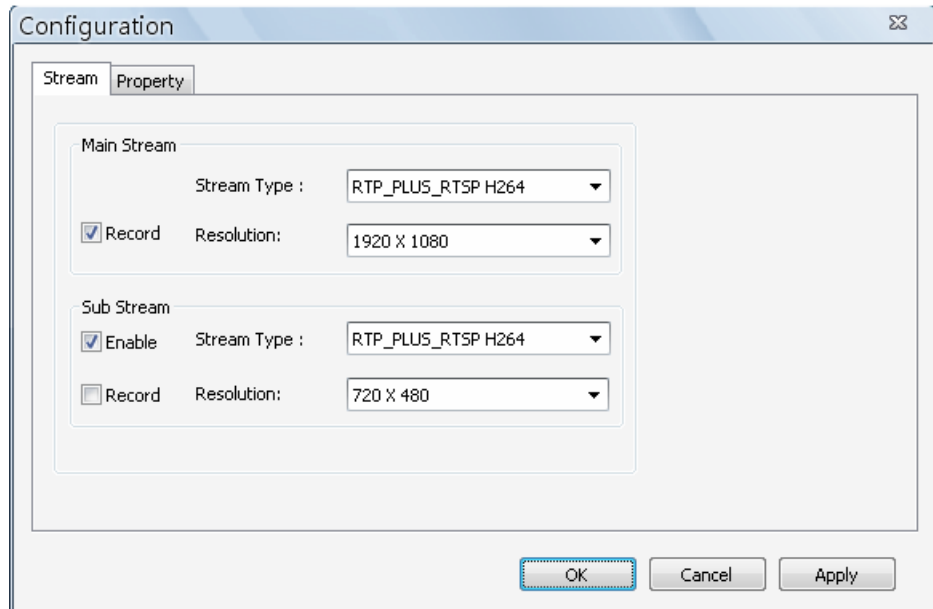 Configuration
Stream
Property
Main Stream
Stream Type :
RTP_PLUS_RTSP H264
Record
Resolution:
1920 X 1080
Sub Stream
Enable
Stream Type :
RTP_PLUS_RTSP H264
Record
Resolution:
720 X 480
OK
Cancel
Apply